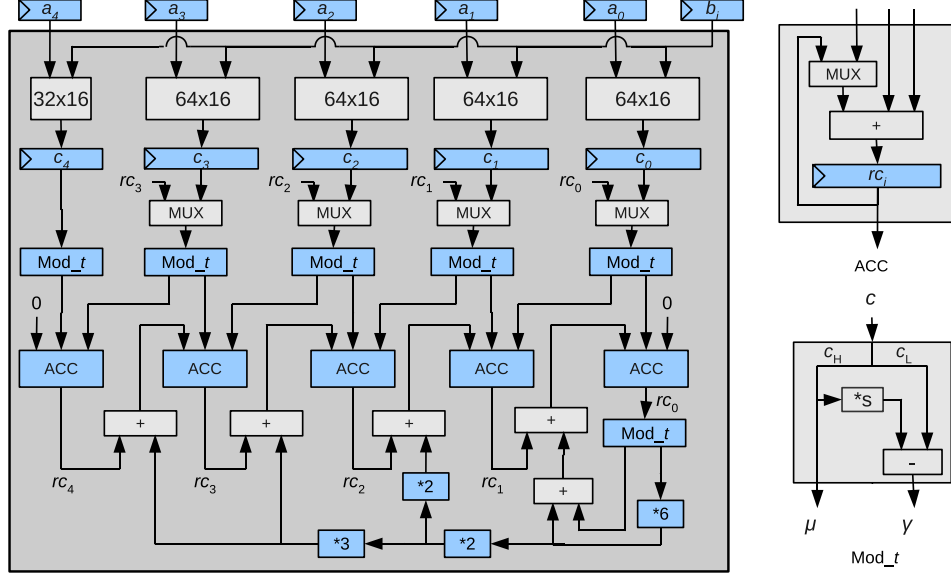 a4 a3 a2 a1 a0 bi
32x16 64x16 64x16 64x16 64x16
c4 c3 c2 c1 c0
rc3 rc2 rc1 rc0
MUX MUX MUX MUX
Mod_t Mod_t Mod_t Mod_t Mod_t
0 0
ACC ACC ACC ACC ACC
rc0
+ + + +
Mod_t
rc4 rc3 rc2 rc1
*2 +
*6
*3 *2
MUX
+
rci
ACC
c
cH cL
*s
-
μ γ
Mod_t